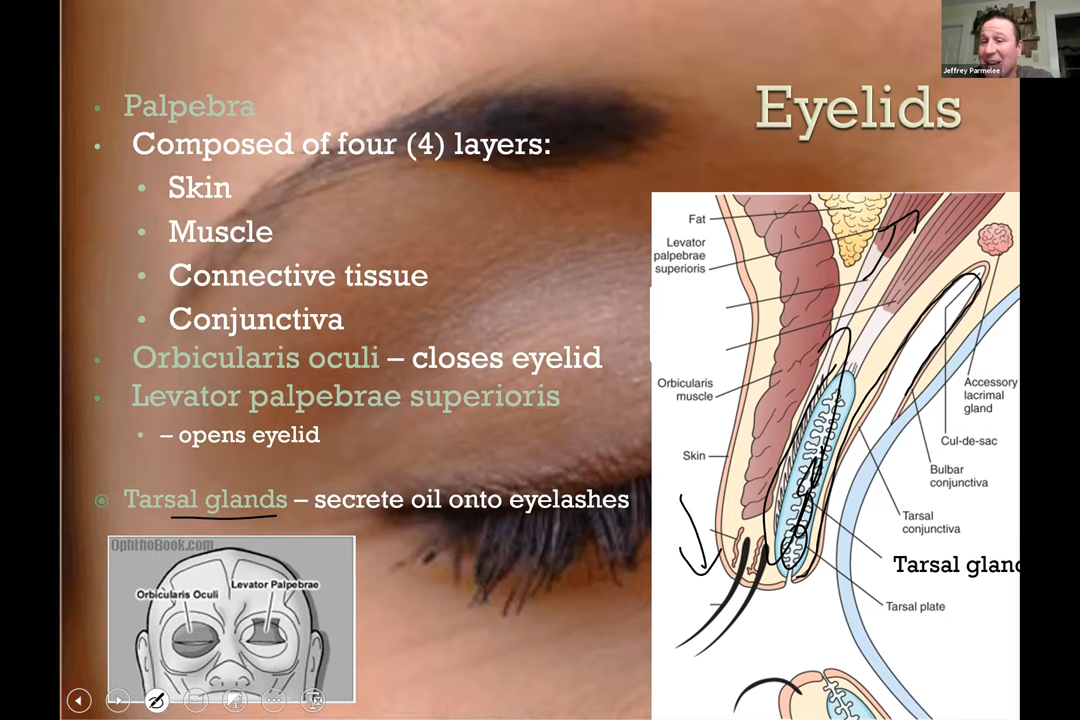 Jeffrey Parmelee
Eyelids
Palpebra
Composed of four (4) layers:
Skin
Muscle
Connective tissue
Conjunctiva
Orbicularis oculi – closes eyelid
Levator palpebrae superioris
– opens eyelid
Tarsal glands – secrete oil onto eyelashes
OphthoBook.com
Orbicularis Oculi
Levator Palpebrae
Fat
Levator
palpebrae
superioris
Orbicularis
muscle
Skin
Accessory
lacrimal
gland
Cul-de-sac
Bulbar
conjunctiva
Tarsal
conjunctiva
Tarsal gland
Tarsal plate